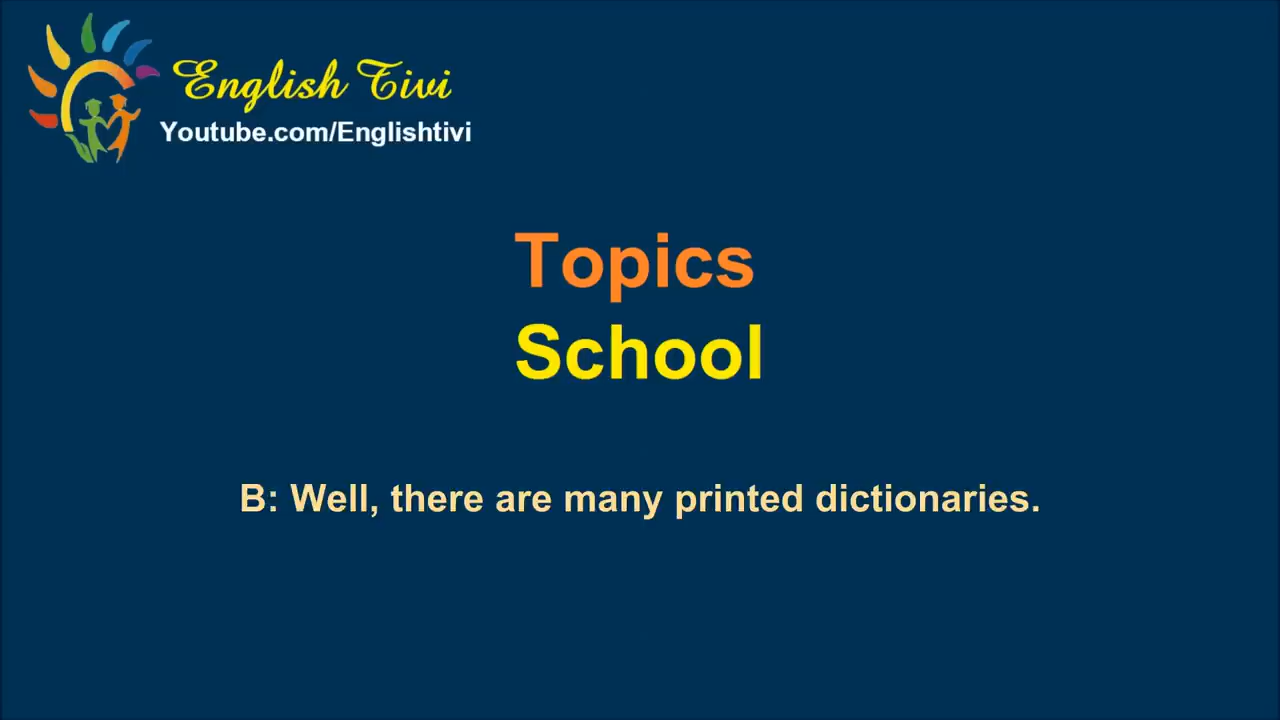 English Tivi
Youtube.com/Englishtivi
Topics
School
B: Well, there are many printed dictionaries.